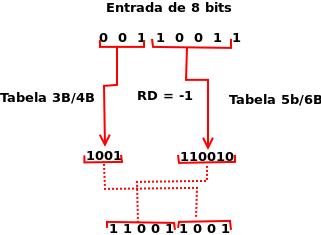 Entrada de 8 bits
0 0 1 1 0 0 1 1
Tabela 3B/4B
RD = -1
Tabela 5b/6B
1001
110010
1 1 0 0 1 1 0 0 1